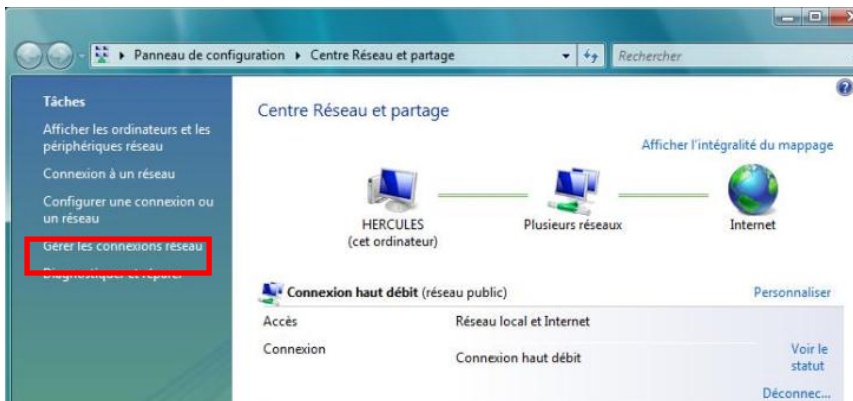 Panneau de configuration
Centre Réseau et partage
Rechercher
Tâches
Afficher les ordinateurs et les
périphériques réseau
Connexion à un réseau
Configurer une connexion ou
un réseau
Gérer les connexions réseau
Diagnostiquer et réparer
Centre Réseau et partage
Afficher l'intégralité du mappage
HERCULES
(cet ordinateur)
Plusieurs réseaux
Internet
Connexion haut débit (réseau public)
Personnaliser
Accès
Réseau local et Internet
Connexion
Connexion haut débit
Voir le
statut
Déconnec...